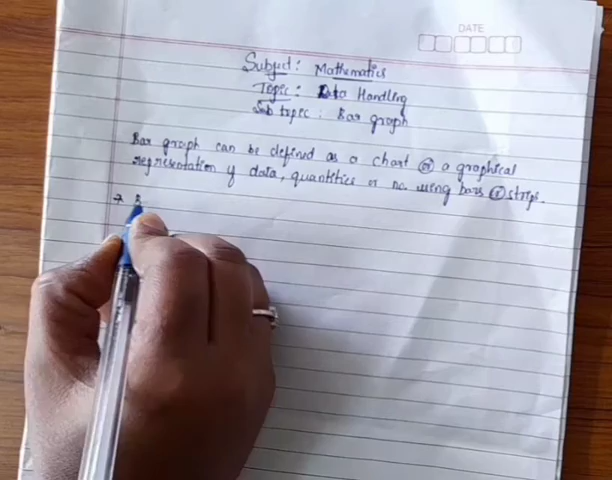 DATE
Subject: Mathematics
Topic: Data Handling
Sub topic: Bar graph
Bar graph can be defined as a chart or a graphical
representation of data, quantities or no. using bars or strips.